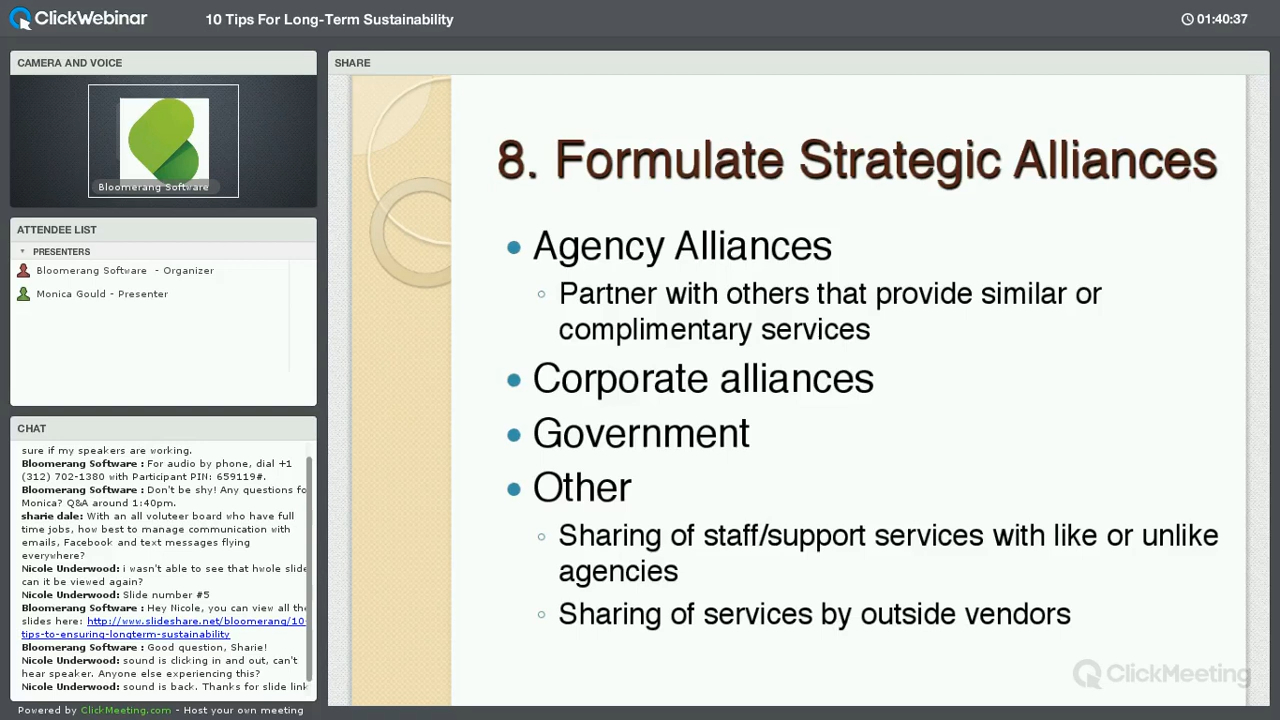 ClickWebinar
10 Tips For Long-Term Sustainability
01:40:37
CAMERA AND VOICE
Bloomerang Software
ATTENDEE LIST
PRESENTERS
Bloomerang Software - Organizer
Monica Gould - Presenter
CHAT
sure if my speakers are working.
Bloomerang Software : For audio by phone, dial +1
(312) 702-1380 with Participant PIN: 659119#.
Bloomerang Software : Don't be shy! Any questions fo
Monica? Q&A around 1:40pm.
sharie dale: With an all voluteer board who have full
time jobs, how best to manage communication with
emails, Facebook and text messages flying
everywhere?
Nicole Underwood: i wasn't able to see that hwole slide
can it be viewed again?
Nicole Underwood: Slide number #5
Bloomerang Software : Hey Nicole, you can view all the
slides here: http://www.slideshare.net/bloomerang/10
tips-to-ensuring-longterm-sustainability
Bloomerang Software : Good question, Sharie!
Nicole Underwood: sound is clicking in and out, can't
hear speaker. Anyone else experiencing this?
Nicole Underwood: sound is back. Thanks for slide link
Powered by ClickMeeting.com - Host your own meeting
SHARE
8. Formulate Strategic Alliances
Agency Alliances
Partner with others that provide similar or
complimentary services
Corporate alliances
Government
Other
Sharing of staff/support services with like or unlike
agencies
Sharing of services by outside vendors
ClickMeeting